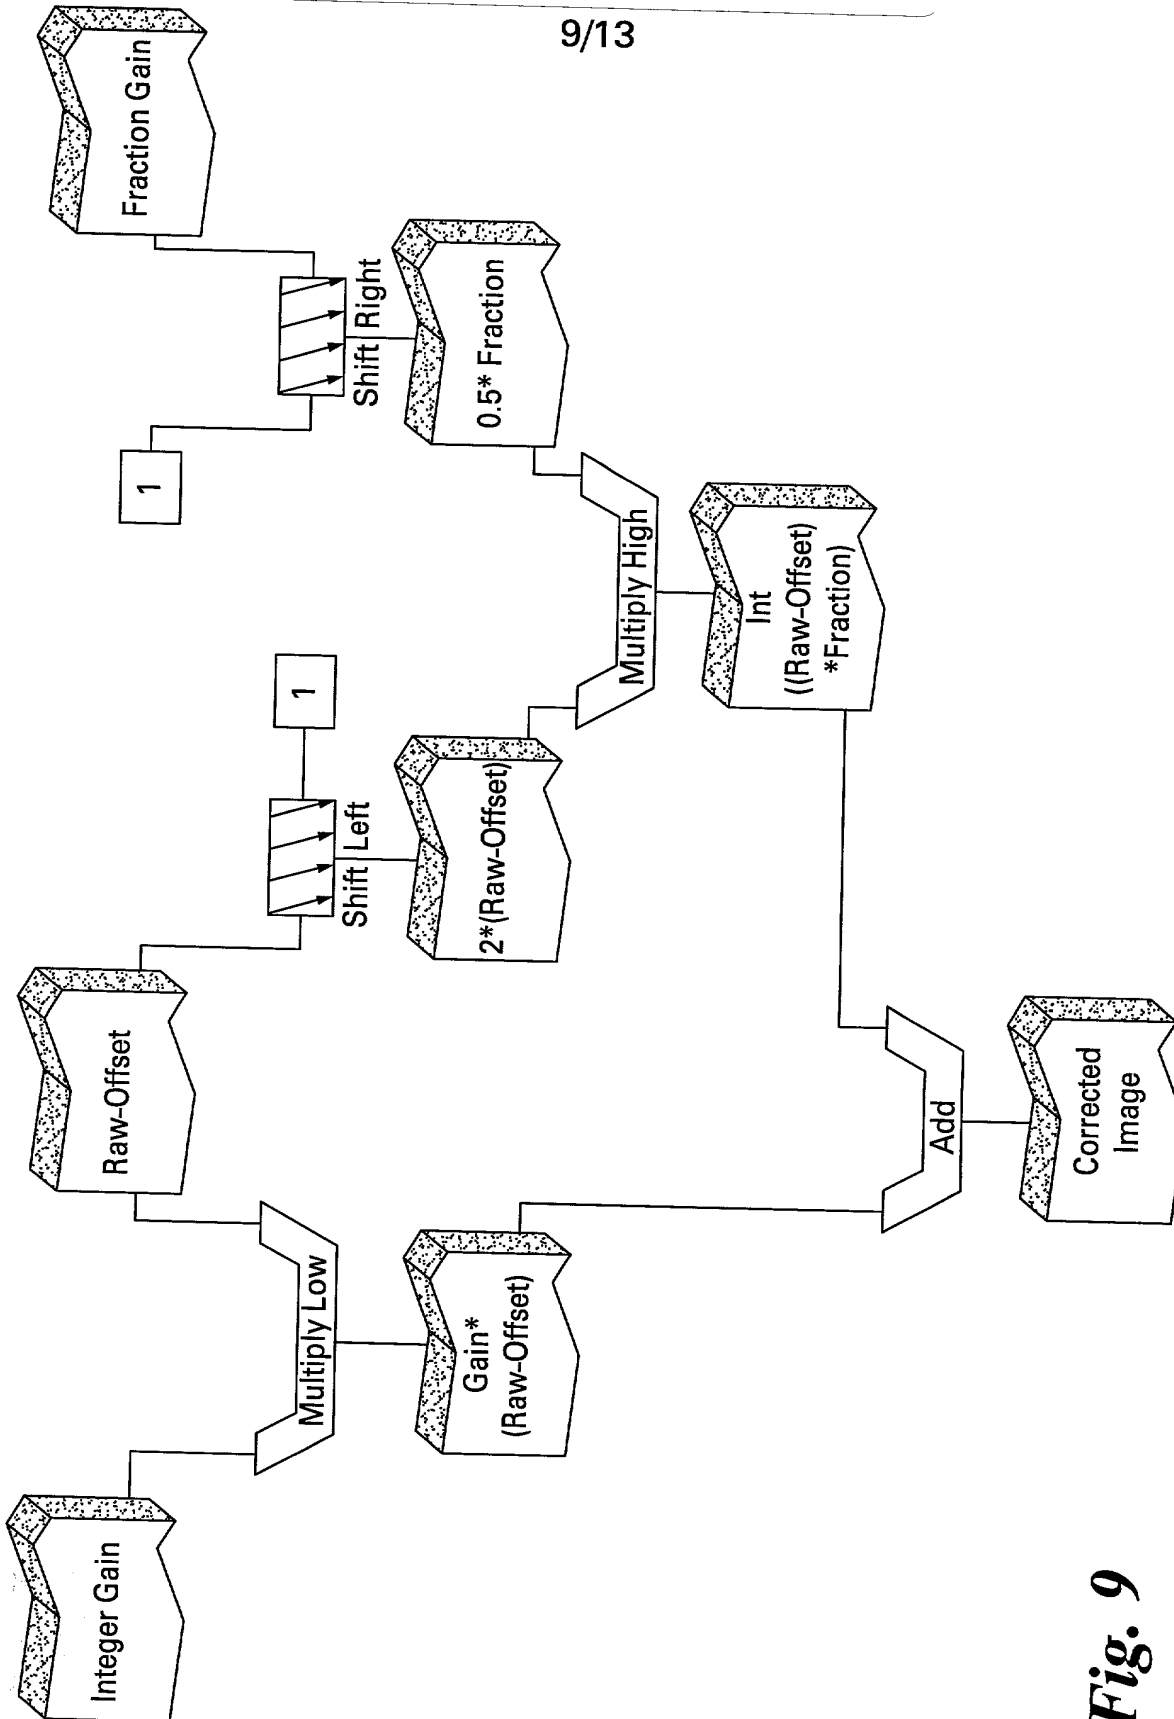 9/13
Integer Gain
Raw-Offset
Fraction Gain
1
1
Multiply Low
Shift Left
Shift Right
Gain*
(Raw-Offset)
2*(Raw-Offset)
0.5* Fraction
Multiply High
Int
((Raw-Offset)
*Fraction)
Add
Corrected
Image
Fig. 9